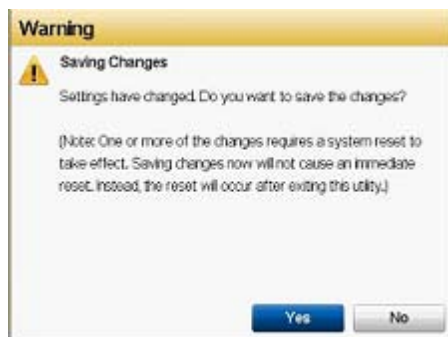 Warning
Saving Changes
Settings have changed. Do you want to save the changes?
(Note: One or more of the changes requires a system reset to
take effect. Saving changes now will not cause an immediate
reset. Instead, the reset will occur after exiting this utility.)
Yes
No